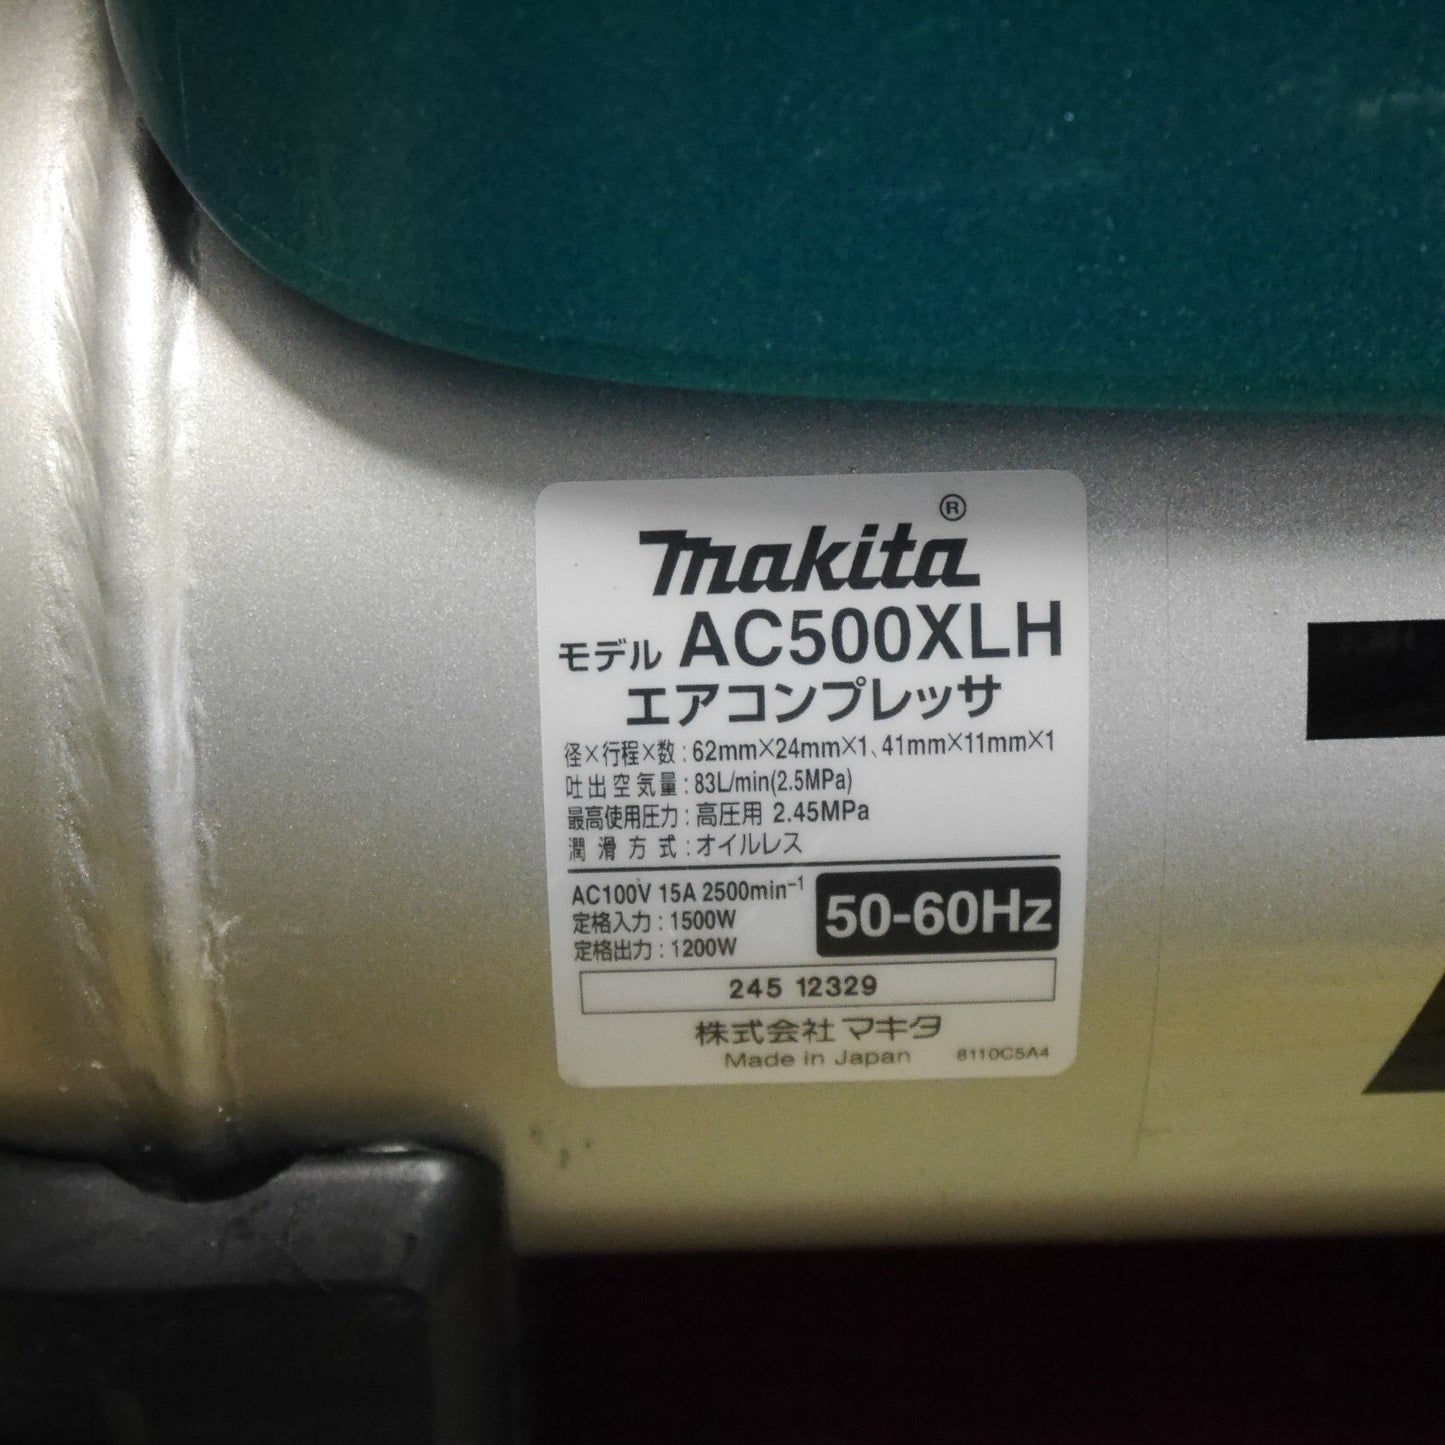 makita®
モデル AC500XLH
エアコンプレッサ
径×行程×数:62mm×24mm×1、41mm×11mm×1
吐出空気量:83L/min(2.5MPa)
最高使用圧力:高圧用 2.45MPa
潤滑方式:オイルレス
AC100V 15A 2500min⁻¹
定格入力:1500W
定格出力:1200W
50-60Hz
245 12329
株式会社マキタ
Made in Japan 8110C5A4